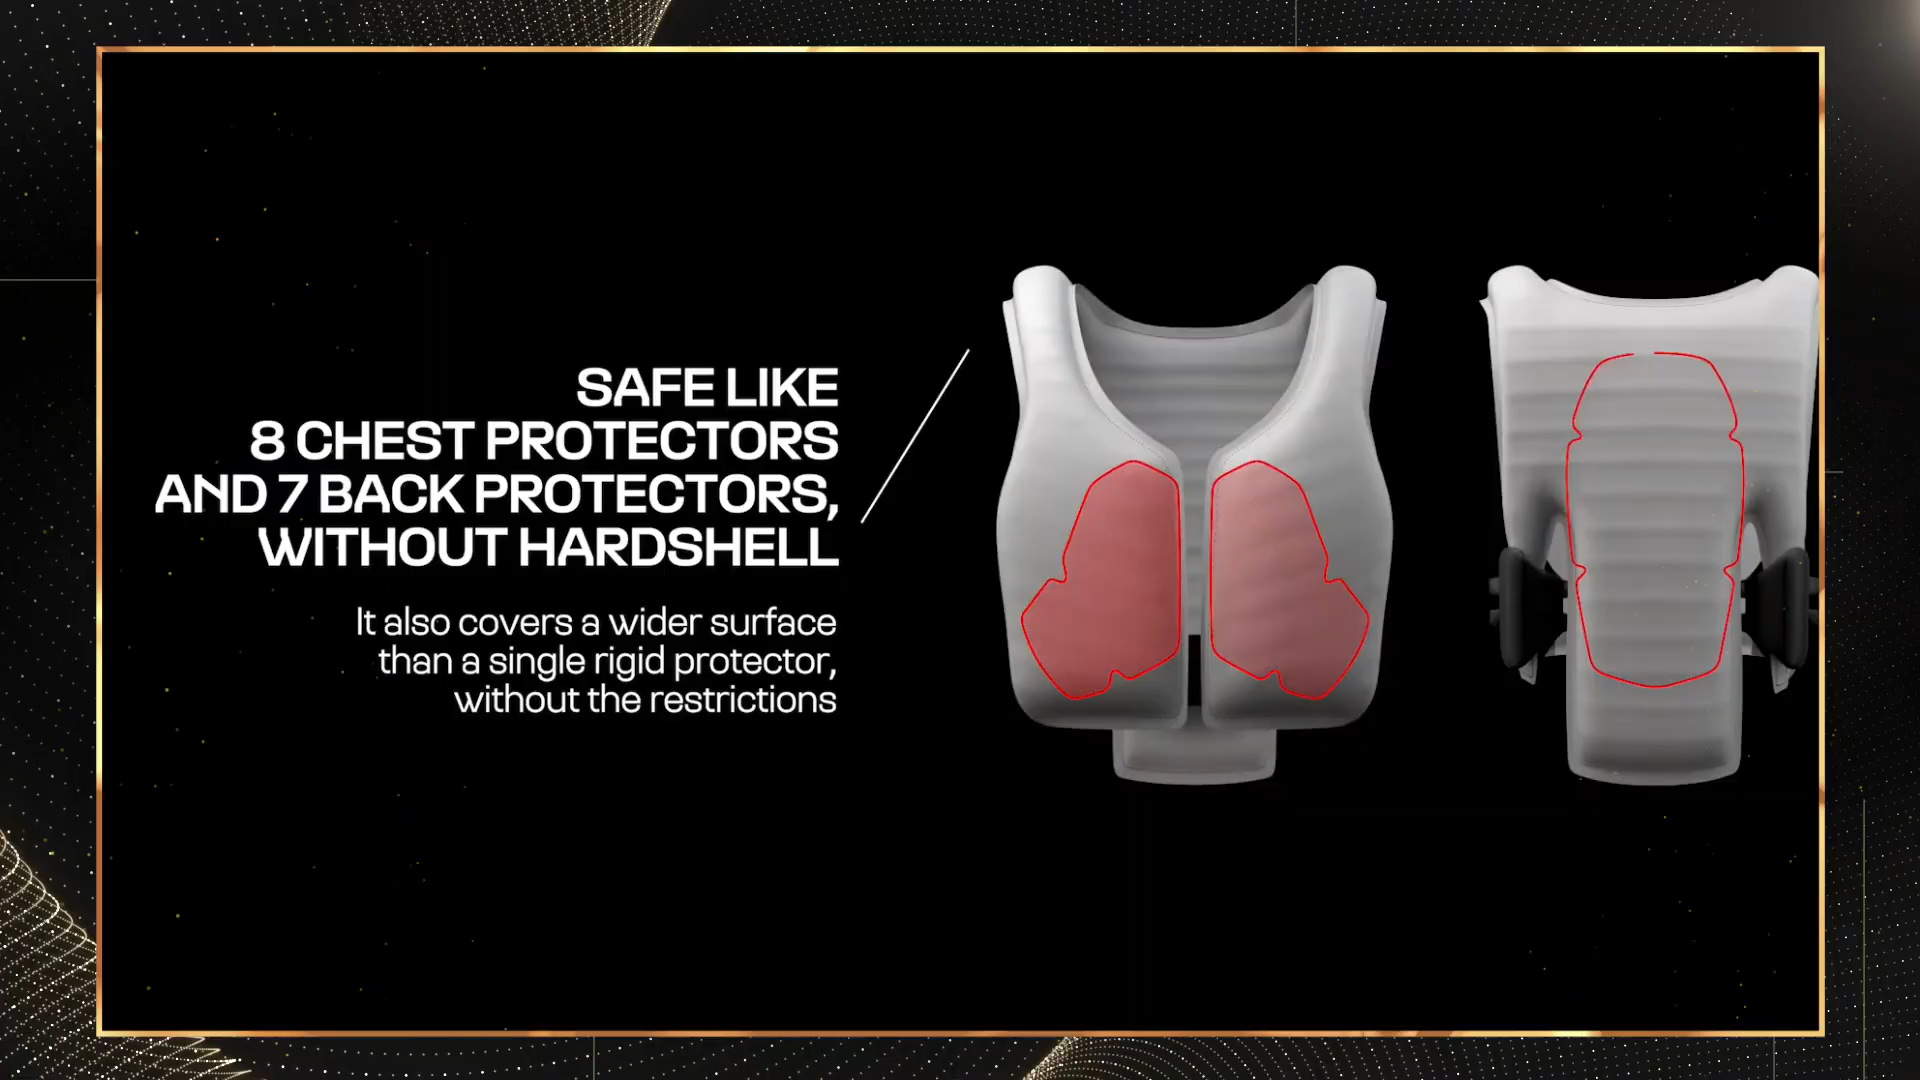 SAFE LIKE
8 CHEST PROTECTORS
AND 7 BACK PROTECTORS,
WITHOUT HARDSHELL
It also covers a wider surface
than a single rigid protector,
without the restrictions